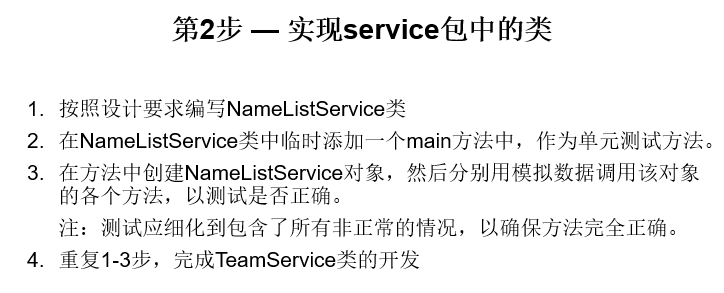 第2步 — 实现service包中的类
1. 按照设计要求编写NameListService类
2. 在NameListService类中临时添加一个main方法中，作为单元测试方法。
3. 在方法中创建NameListService对象，然后分别用模拟数据调用该对象
的各个方法，以测试是否正确。
注：测试应细化到包含了所有非正常的情况，以确保方法完全正确。
4. 重复1-3步，完成TeamService类的开发